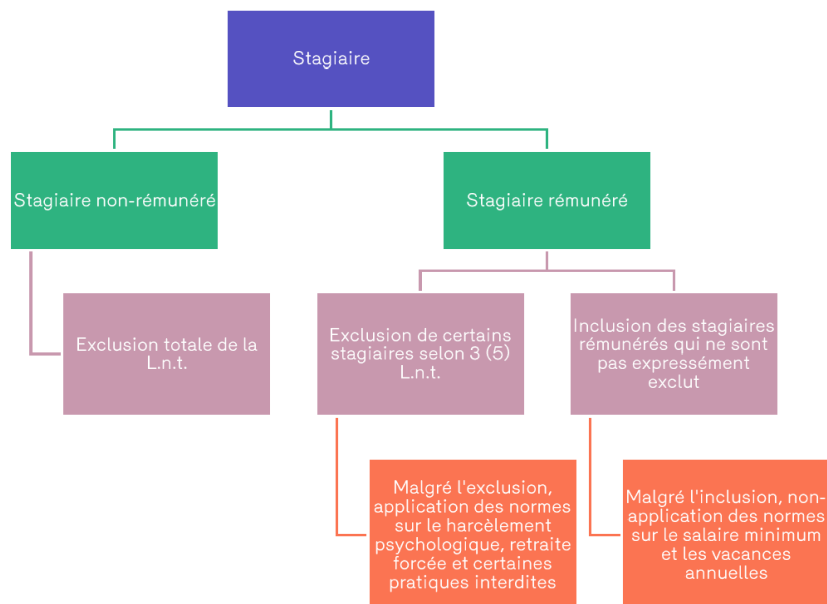 Stagiaire
Stagiaire non-rémunéré
Stagiaire rémunéré
Exclusion totale de la
L.n.t.
Exclusion de certains
stagiaires selon 3 (5)
L.n.t.
Inclusion des stagiaires
rémunérés qui ne sont
pas expressément
exclut
Malgré l'exclusion,
application des normes
sur le harcèlement
psychologique, retraite
forcée et certaines
pratiques interdites
Malgré l'inclusion, non-
application des normes
sur le salaire minimum
et les vacances
annuelles